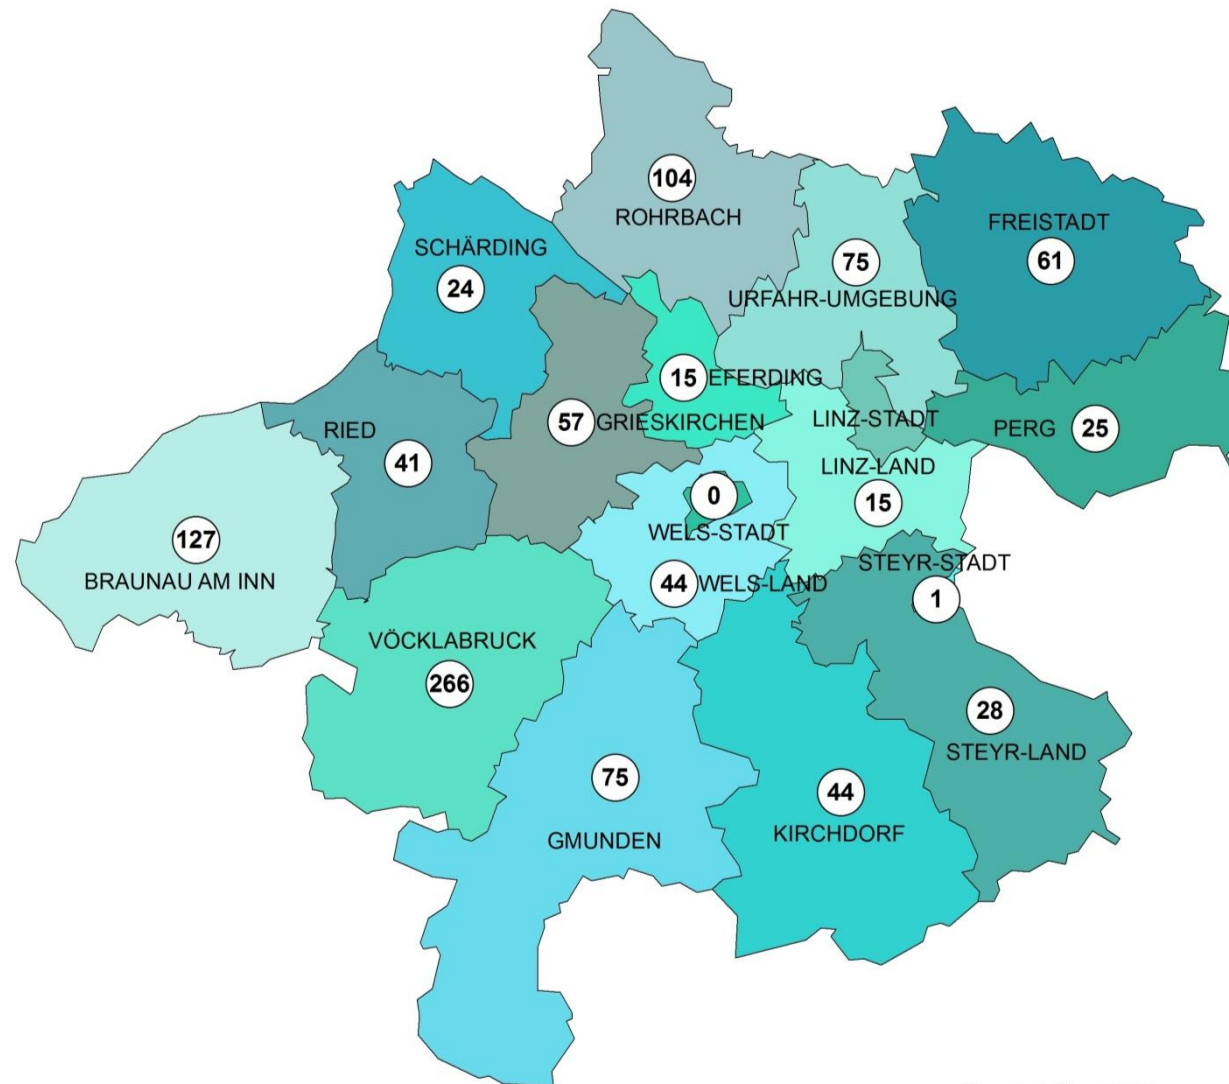 104
ROHRBACH
FREISTADT
61
SCHÄRDING
24
75
URFAHR-UMGEBUNG
15 EFERDING
57 GRIESKIRCHEN
LINZ-STADT
PERG 25
RIED
41
LINZ-LAND
15
0
WELS-STADT
127
BRAUNAU AM INN
STEYR-STADT
1
44 WELS-LAND
VÖCKLABRUCK
266
28
STEYR-LAND
75
GMUNDEN
44
KIRCHDORF